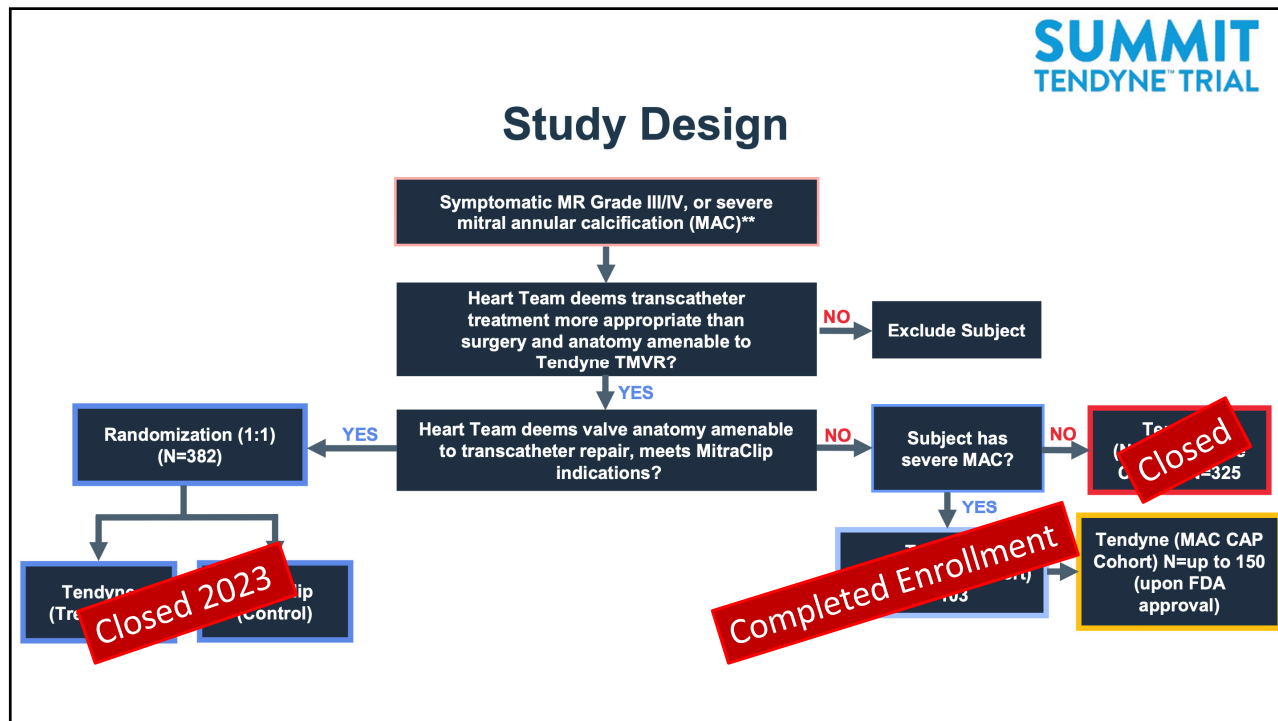 SUMMIT
TENDYNE™ TRIAL
Study Design
Symptomatic MR Grade III/IV, or severe
mitral annular calcification (MAC)**
Heart Team deems transcatheter
treatment more appropriate than
surgery and anatomy amenable to
Tendyne TMVR?
NO
Exclude Subject
YES
Randomization (1:1)
(N=382)
YES
Heart Team deems valve anatomy amenable
to transcatheter repair, meets MitraClip
indications?
NO
Subject has
severe MAC?
NO
Closed
=325
YES
Tendyne
(Control)
Closed 2023
Completed Enrollment
Tendyne (MAC CAP
Cohort) N=up to 150
(upon FDA
approval)